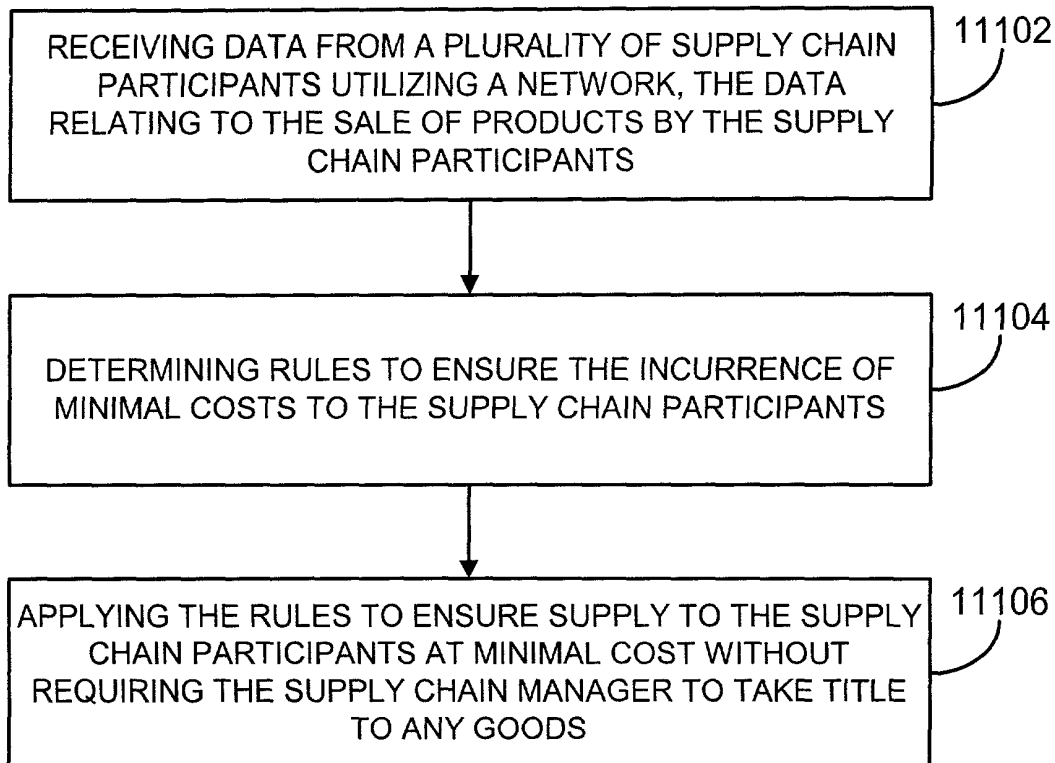 RECEIVING DATA FROM A PLURALITY OF SUPPLY CHAIN
PARTICIPANTS UTILIZING A NETWORK, THE DATA
RELATING TO THE SALE OF PRODUCTS BY THE SUPPLY
CHAIN PARTICIPANTS
11102
DETERMINING RULES TO ENSURE THE INCURRENCE OF
MINIMAL COSTS TO THE SUPPLY CHAIN PARTICIPANTS
11104
APPLYING THE RULES TO ENSURE SUPPLY TO THE SUPPLY
CHAIN PARTICIPANTS AT MINIMAL COST WITHOUT
REQUIRING THE SUPPLY CHAIN MANAGER TO TAKE TITLE
TO ANY GOODS
11106